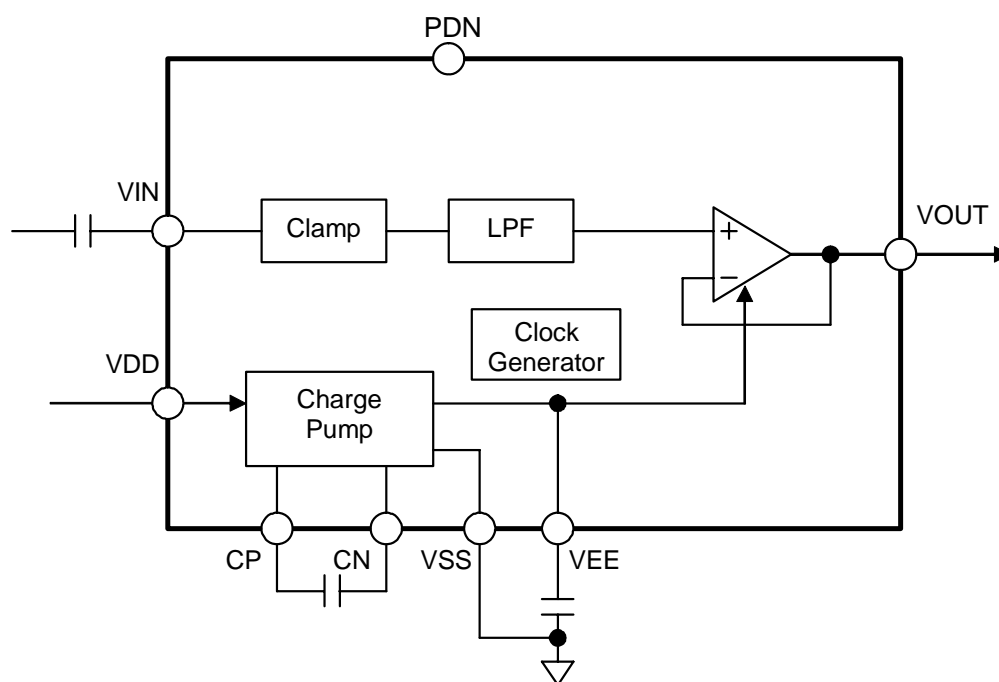 PDN
VIN
Clamp
LPF
+
−
VOUT
Clock
Generator
VDD
Charge
Pump
CP
CN
VSS
VEE